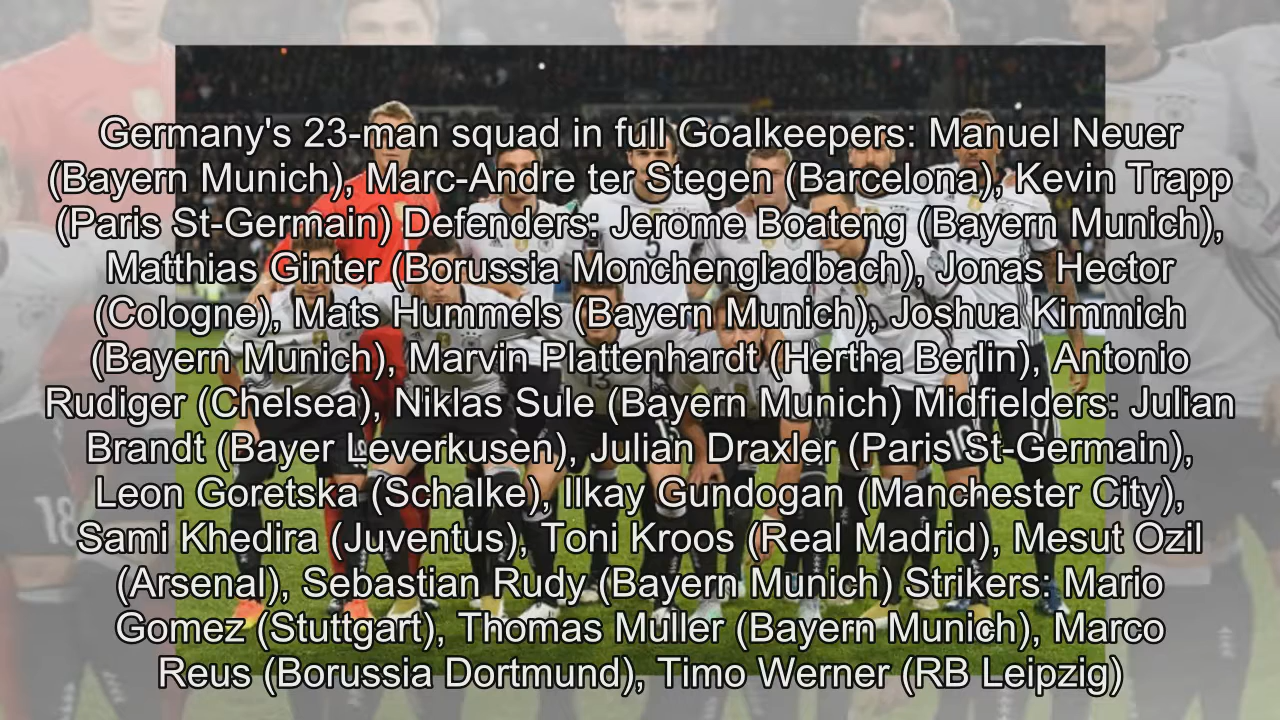 Germany's 23-man squad in full Goalkeepers: Manuel Neuer
(Bayern Munich), Marc-Andre ter Stegen (Barcelona), Kevin Trapp
(Paris St-Germain) Defenders: Jerome Boateng (Bayern Munich),
Matthias Ginter (Borussia Monchengladbach), Jonas Hector
(Cologne), Mats Hummels (Bayern Munich), Joshua Kimmich
(Bayern Munich), Marvin Plattenhardt (Hertha Berlin), Antonio
Rudiger (Chelsea), Niklas Sule (Bayern Munich) Midfielders: Julian
Brandt (Bayer Leverkusen), Julian Draxler (Paris St-Germain),
Leon Goretska (Schalke), Ilkay Gundogan (Manchester City),
Sami Khedira (Juventus), Toni Kroos (Real Madrid), Mesut Ozil
(Arsenal), Sebastian Rudy (Bayern Munich) Strikers: Mario
Gomez (Stuttgart), Thomas Muller (Bayern Munich), Marco
Reus (Borussia Dortmund), Timo Werner (RB Leipzig)
5
13
10
17
18